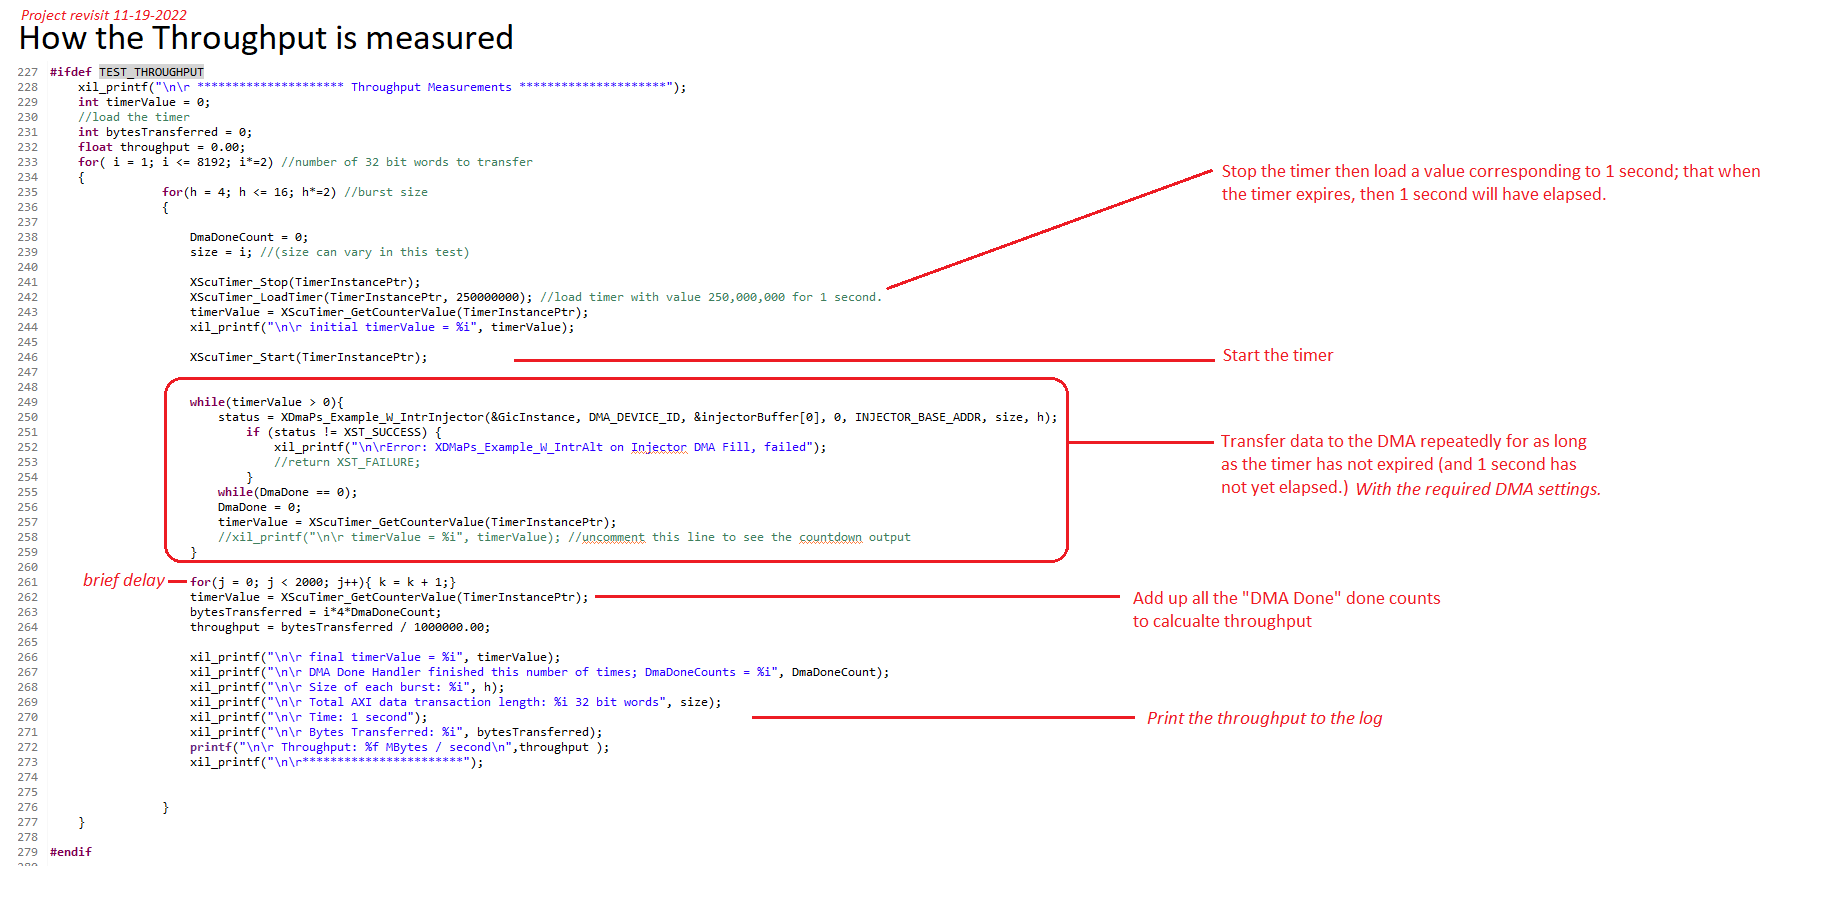 Project revisit 11-19-2022
How the Throughput is measured
227 #ifdef TEST_THROUGHPUT
228 xil_printf("\n\r ********************* Throughput Measurements *********************");
229 int timerValue = 0;
230 //load the timer
231 int bytesTransferred = 0;
232 float throughput = 0.00;
233 for( i = 1; i <= 8192; i*=2) //number of 32 bit words to transfer
234 {
235 for(h = 4; h <= 16; h*=2) //burst size
236 {
237
238 DmaDoneCount = 0;
239 size = i; //(size can vary in this test)
240
241 XScuTimer_Stop(TimerInstancePtr);
242 XScuTimer_LoadTimer(TimerInstancePtr, 250000000); //load timer with value 250,000,000 for 1 second.
243 timerValue = XScuTimer_GetCounterValue(TimerInstancePtr);
244 xil_printf("\n\r initial timerValue = %i", timerValue);
245
246 XScuTimer_Start(TimerInstancePtr);
247
248
249 while(timerValue > 0){
250 status = XDmaPs_Example_W_IntrInjector(&GicInstance, DMA_DEVICE_ID, &injectorBuffer[0], 0, INJECTOR_BASE_ADDR, size, h);
251 if (status != XST_SUCCESS) {
252 xil_printf("\n\rError: XDMaPs_Example_W_IntrAlt on Injector DMA Fill, failed");
253 //return XST_FAILURE;
254 }
255 while(DmaDone == 0);
256 DmaDone = 0;
257 timerValue = XScuTimer_GetCounterValue(TimerInstancePtr);
258 //xil_printf("\n\r timerValue = %i", timerValue); //uncomment this line to see the countdown output
259 }
260
261 for(j = 0; j < 2000; j++){ k = k + 1;}
262 timerValue = XScuTimer_GetCounterValue(TimerInstancePtr);
263 bytesTransferred = i*4*DmaDoneCount;
264 throughput = bytesTransferred / 1000000.00;
265
266 xil_printf("\n\r final timerValue = %i", timerValue);
267 xil_printf("\n\r DMA Done Handler finished this number of times; DmaDoneCounts = %i", DmaDoneCount);
268 xil_printf("\n\r Size of each burst: %i", h);
269 xil_printf("\n\r Total AXI data transaction length: %i 32 bit words", size);
270 xil_printf("\n\r Time: 1 second");
271 xil_printf("\n\r Bytes Transferred: %i", bytesTransferred);
272 printf("\n\r Throughput: %f MBytes / second\n",throughput );
273 xil_printf("\n\r***********************");
274
275
276 }
277 }
278
279 #endif
Stop the timer then load a value corresponding to 1 second; that when
the timer expires, then 1 second will have elapsed.
Start the timer
Transfer data to the DMA repeatedly for as long
as the timer has not expired (and 1 second has
not yet elapsed.) With the required DMA settings.
brief delay
Add up all the "DMA Done" done counts
to calcualte throughput
Print the throughput to the log